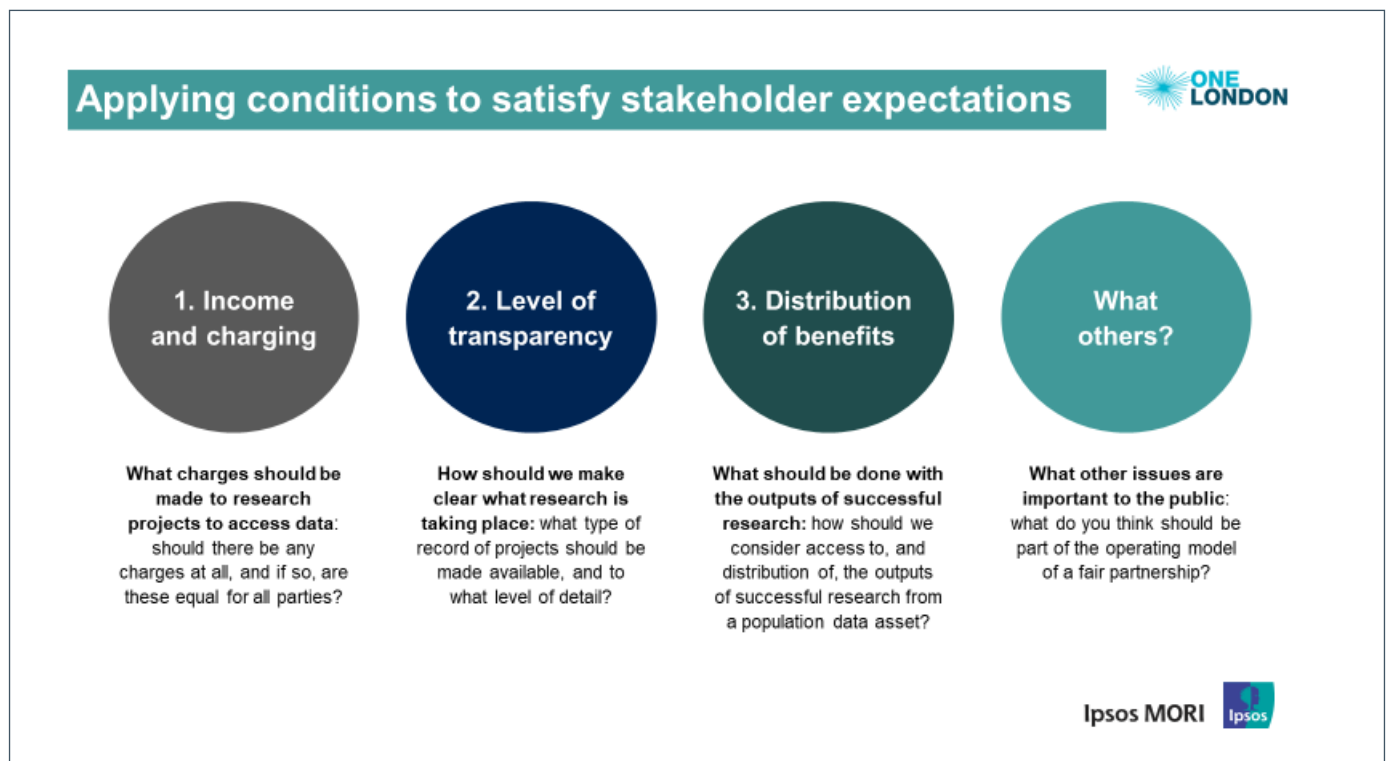 Applying conditions to satisfy stakeholder expectations
ONE
LONDON
1. Income
and charging
2. Level of
transparency
3. Distribution
of benefits
What
others?
What charges should be
made to research
projects to access data:
should there be any
charges at all, and if so, are
these equal for all parties?
How should we make
clear what research is
taking place: what type of
record of projects should be
made available, and to
what level of detail?
What should be done with
the outputs of successful
research: how should we
consider access to, and
distribution of, the outputs
of successful research from
a population data asset?
What other issues are
important to the public:
what do you think should be
part of the operating model
of a fair partnership?
Ipsos MORI
Ipsos